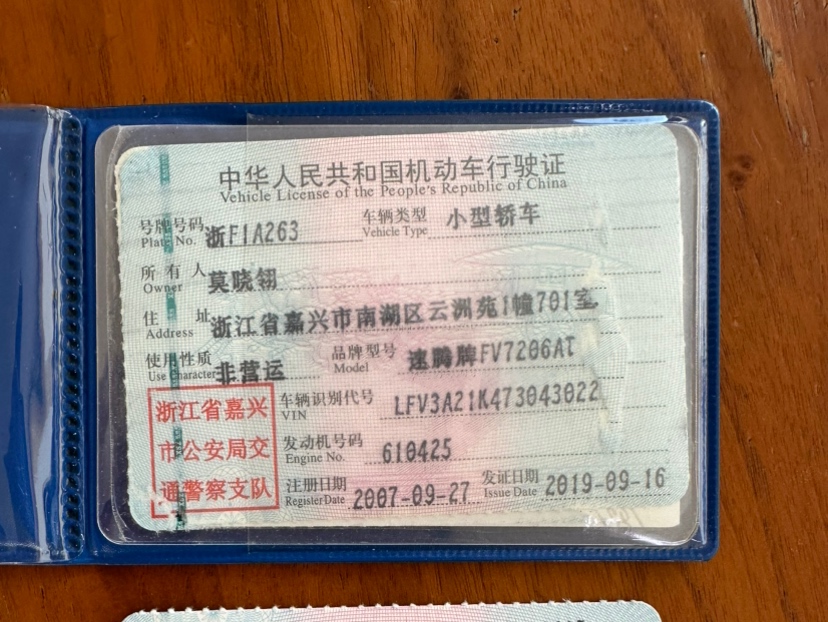 中华人民共和国机动车行驶证
Vehicle License of the People's Republic of China
号牌号码 浙F1A263 车辆类型 小型轿车
Plate No. Vehicle Type
所有人 莫晓翎
Owner
住址 浙江省嘉兴市南湖区云洲苑1幢701室
Address
使用性质 非营运 品牌型号 速腾牌FV7206AT
Use Character Model
浙江省嘉兴
市公安局交
通警察支队
车辆识别代号 LFV3A21K473043022
VIN
发动机号码 610425
Engine No.
注册日期 2007-09-27 发证日期 2019-09-16
Register Date Issue Date